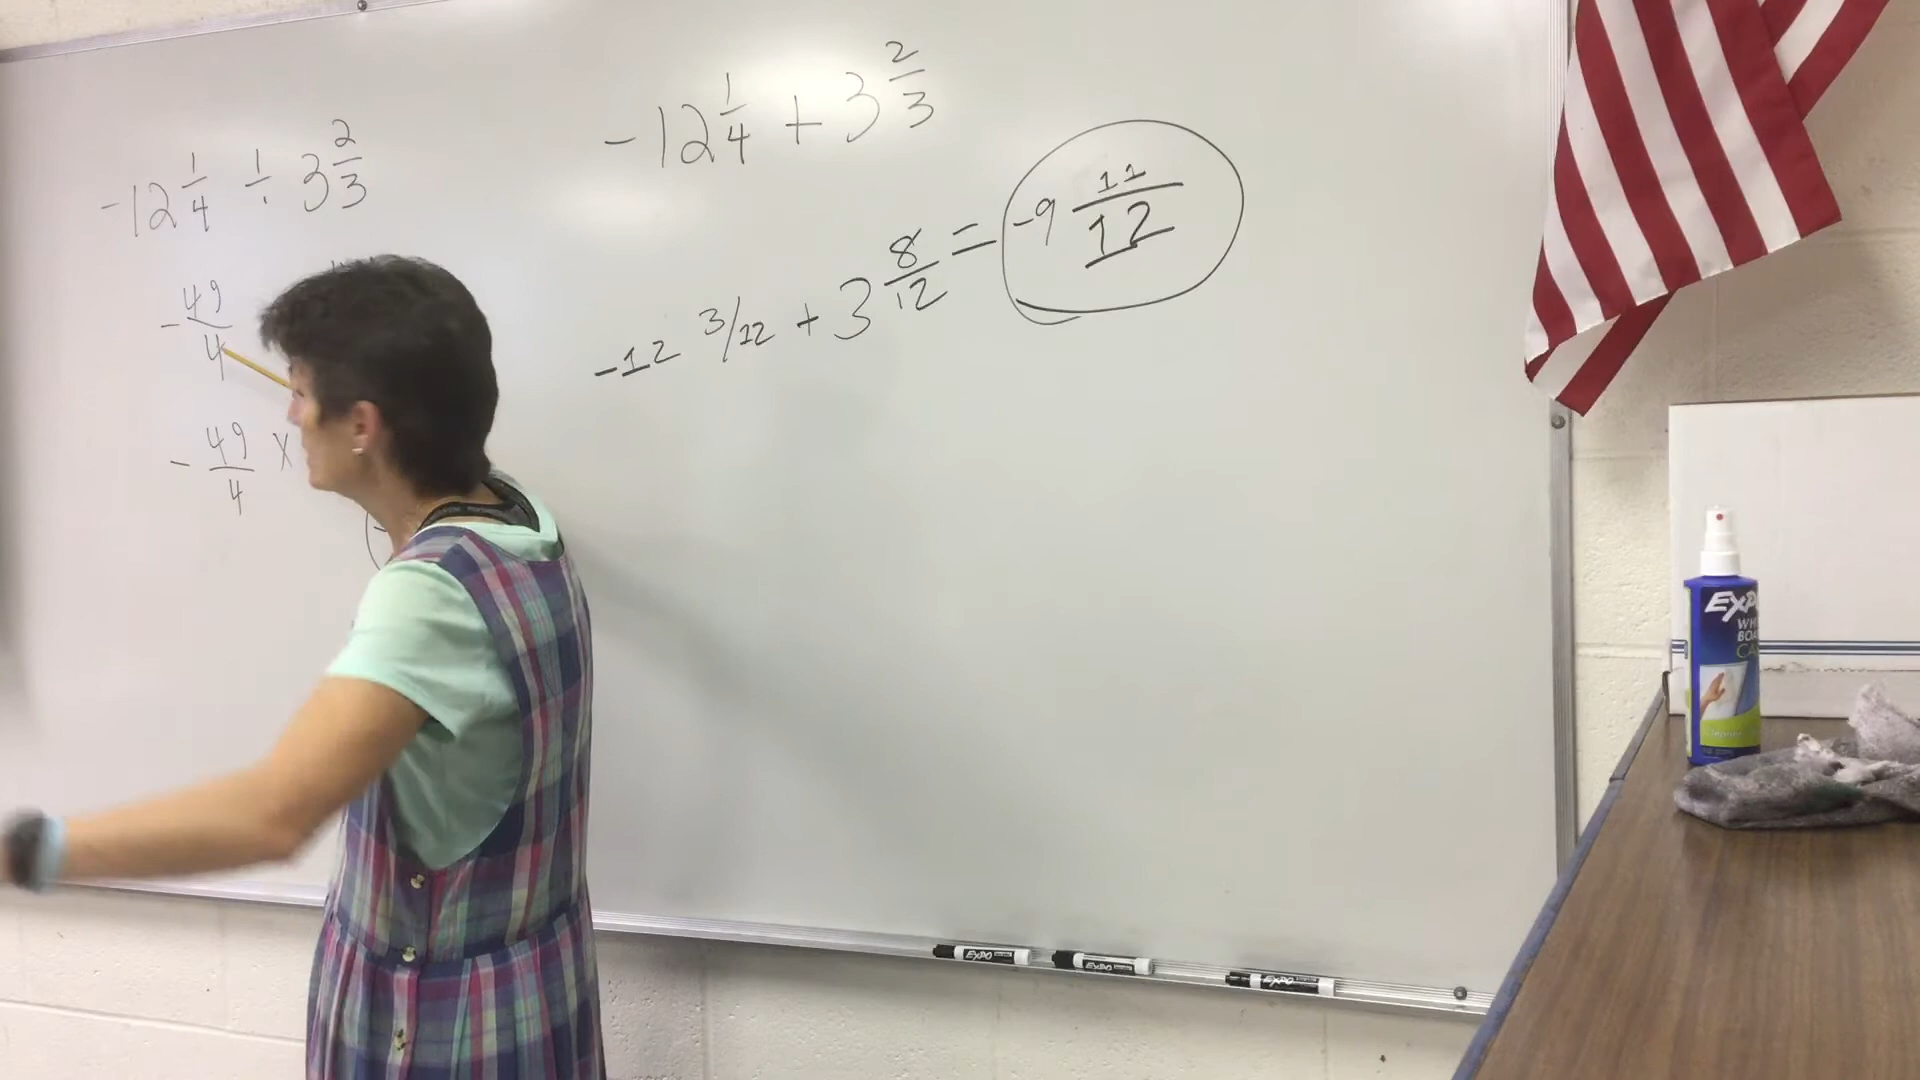 -12 1/4 ÷ 3 2/3
-49/4
-49/4 X
-12 1/4 + 3 2/3
-12 3/12 + 3 8/12 = -9 11/12
EXPO
EXPO
EXPO
EXPO